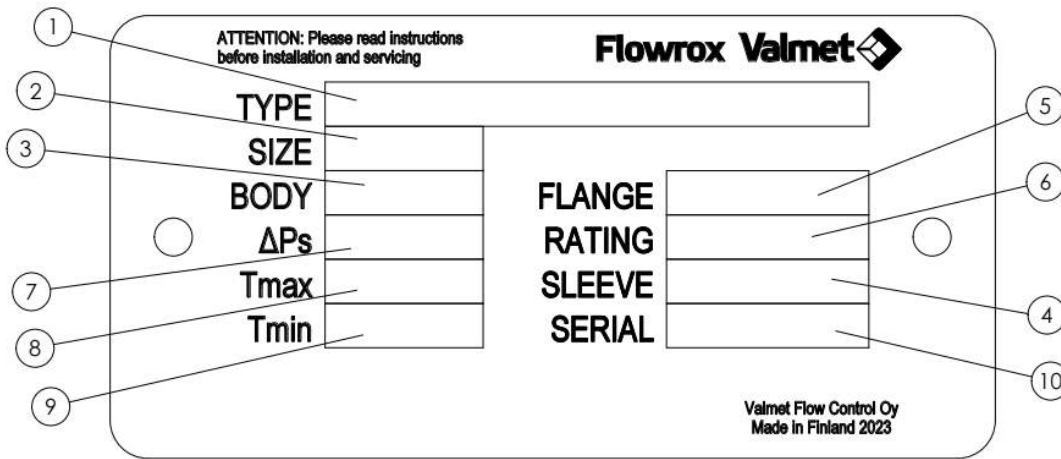 1
ATTENTION: Please read instructions
before installation and servicing
Flowrox Valmet
2
TYPE
5
3
SIZE
BODY
FLANGE
6
ΔPs
RATING
7
Tmax
SLEEVE
4
8
Tmin
SERIAL
9
10
Valmet Flow Control Oy
Made in Finland 2023